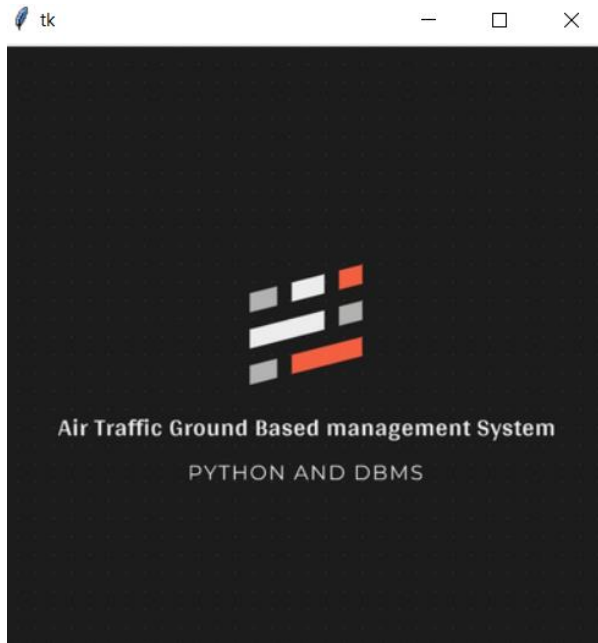 tk
Air Traffic Ground Based management System
PYTHON AND DBMS